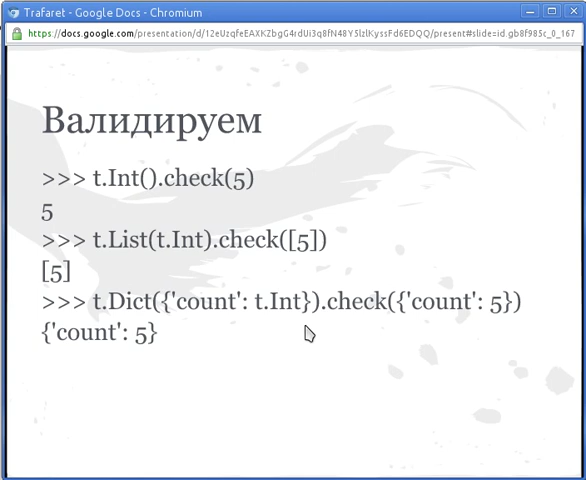 Trafaret - Google Docs - Chromium
https://docs.google.com/presentation/d/12eUzqfeEAXKZbgG4rdUi3q8fN48Y5lzlKyssFd6EDQQ/present#slide=id.gb8f985c_0_167
Валидируем
>>> t.Int().check(5)
5
>>> t.List(t.Int).check([5])
[5]
>>> t.Dict({'count': t.Int}).check({'count': 5})
{'count': 5}